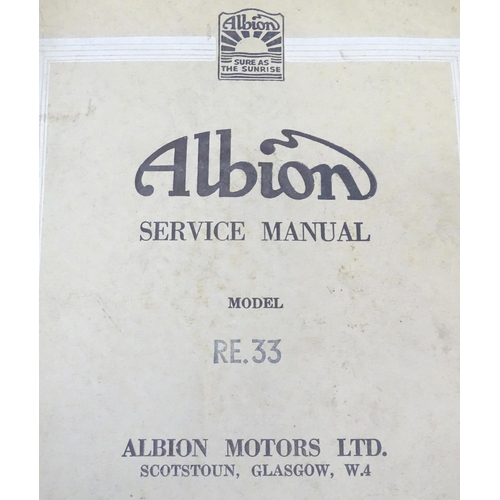 Albion
SURE AS
THE SUNRISE
Albion
SERVICE MANUAL
MODEL
RE.33
ALBION MOTORS LTD.
SCOTSTOUN, GLASGOW, W.4